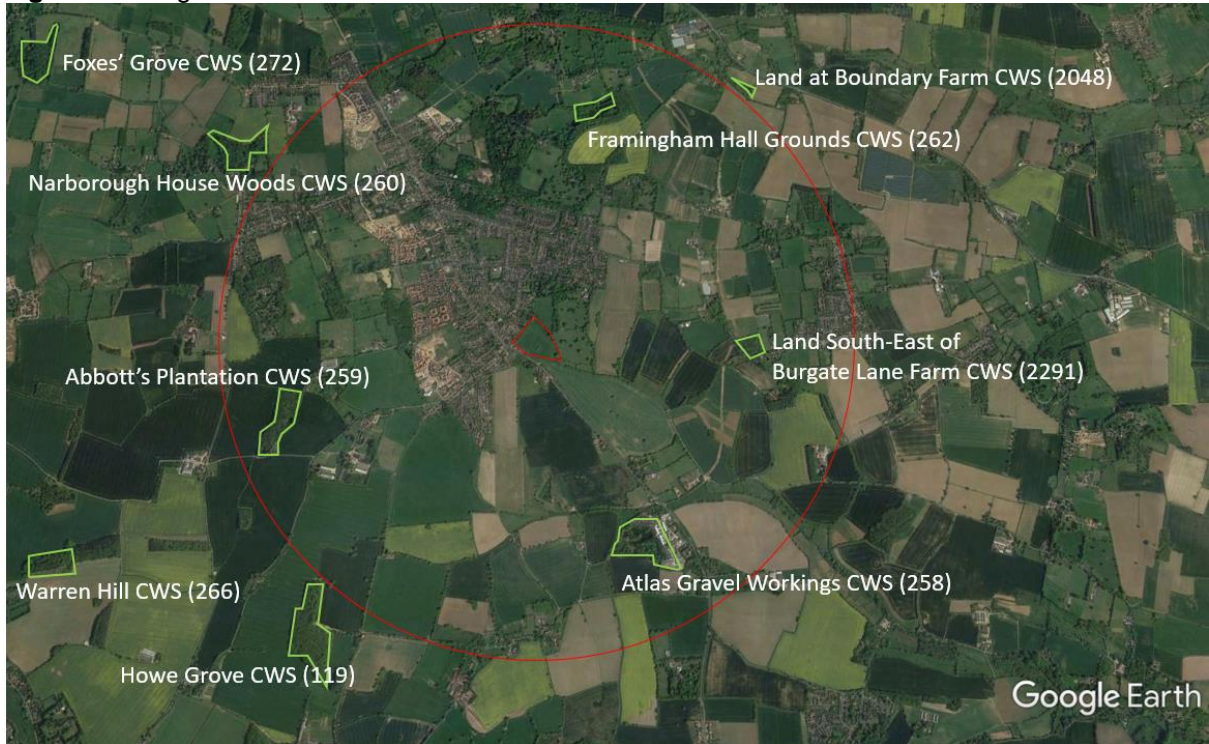 Foxes' Grove CWS (272)
Land at Boundary Farm CWS (2048)
Framingham Hall Grounds CWS (262)
Narborough House Woods CWS (260)
Land South-East of
Burgate Lane Farm CWS (2291)
Abbott's Plantation CWS (259)
Atlas Gravel Workings CWS (258)
Warren Hill CWS (266)
Howe Grove CWS (119)
Google Earth